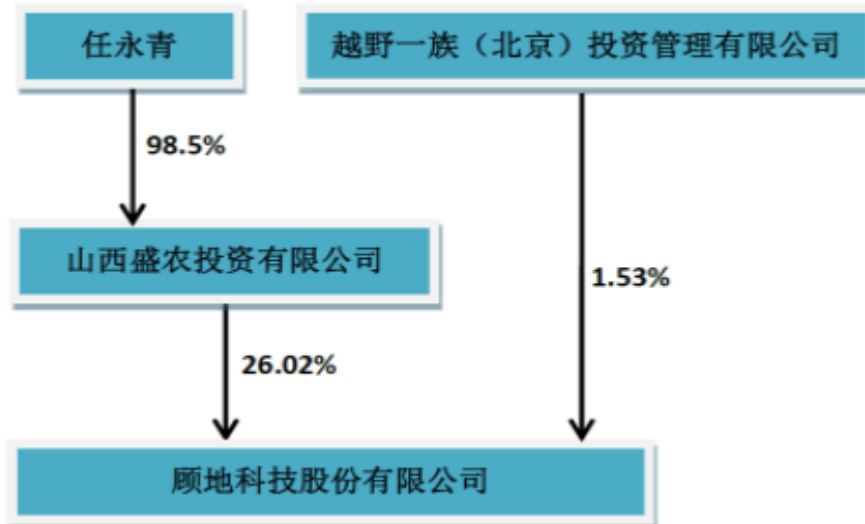 任永青
越野一族（北京）投资管理有限公司
98.5%
山西盛农投资有限公司
1.53%
26.02%
顾地科技股份有限公司